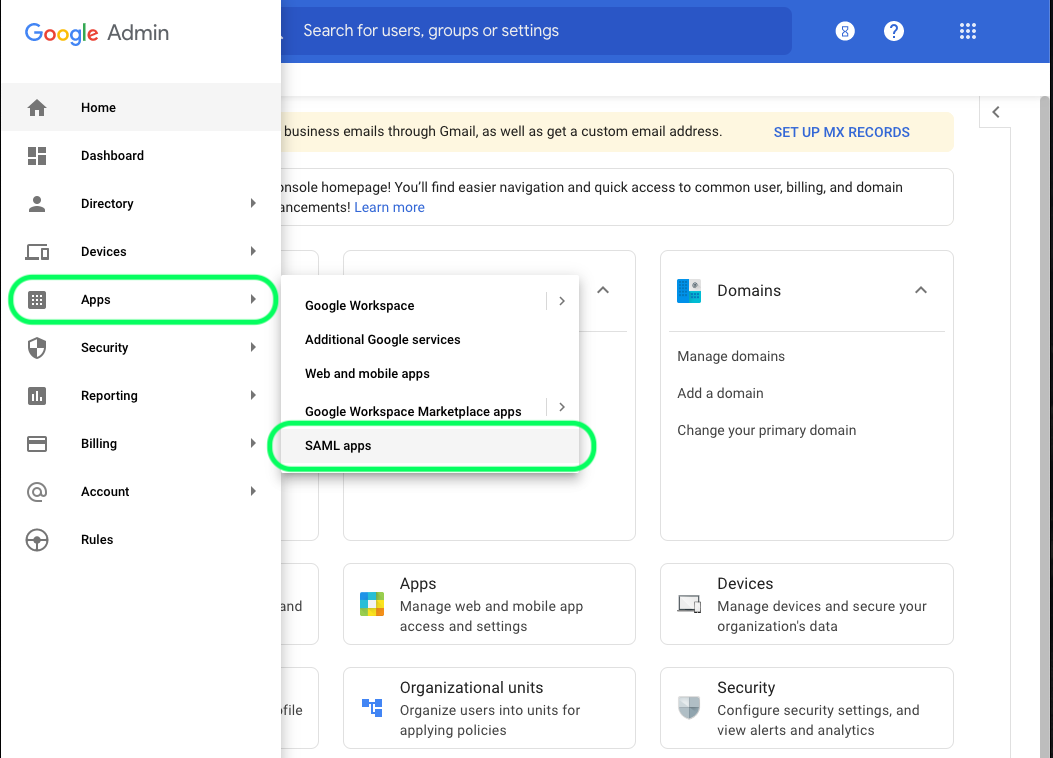 Google Admin
Search for users, groups or settings
Home
Dashboard
Directory
Devices
Apps
Security
Reporting
Billing
Account
Rules
business emails through Gmail, as well as get a custom email address.
SET UP MX RECORDS
onsole homepage! You'll find easier navigation and quick access to common user, billing, and domain
ancements! Learn more
Google Workspace
Additional Google services
Web and mobile apps
Google Workspace Marketplace apps
SAML apps
Domains
Manage domains
Add a domain
Change your primary domain
and
Apps
Manage web and mobile app
access and settings
Devices
Manage devices and secure your
organization's data
ofile
Organizational units
Organize users into units for
applying policies
Security
Configure security settings, and
view alerts and analytics